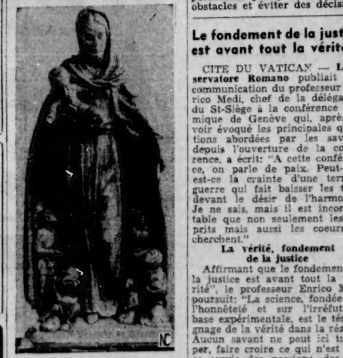 obstacles et éviter des décis
Le fondement de la just
est avant tout la vérité
CITE DU VATICAN — L
servatore Romano publiait
communication du professeur
rico Medi, chef de la déléga
du St-Siège à la conférence
mique de Genève qui, après
voir évoqué les principales q
tions abordées par les sav
depuis l'ouverture de la co
rence, a écrit: "A cette confé
ce, on parle de paix. Peut-
est-ce la crainte d'une terr
guerre qui fait baisser les t
devant le désir de l'harmo
Je ne sais, mais il est incon
table que non seulement les
prits mais aussi les coeurs
cherchent."
La vérité, fondement
de la justice
Affirmant que le fondemen
la justice est avant tout la
rité", le professeur Enrico M
poursuit: "La science, fondée
l'honnêteté et sur l'irréfut
base expérimentale, est le tém
gnage de la vérité dans la réa
Aucun savant ne peut ici tr
per, faire croire ce qui n'est
NC